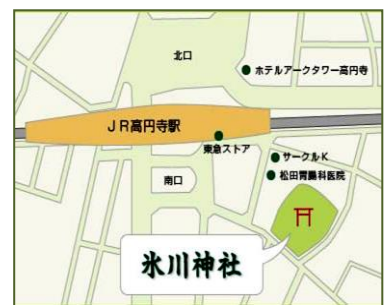 北口
ホテルアークタワー高円寺
JR高円寺駅
東急ストア
サークルK
南口
松田胃腸科医院
氷川神社